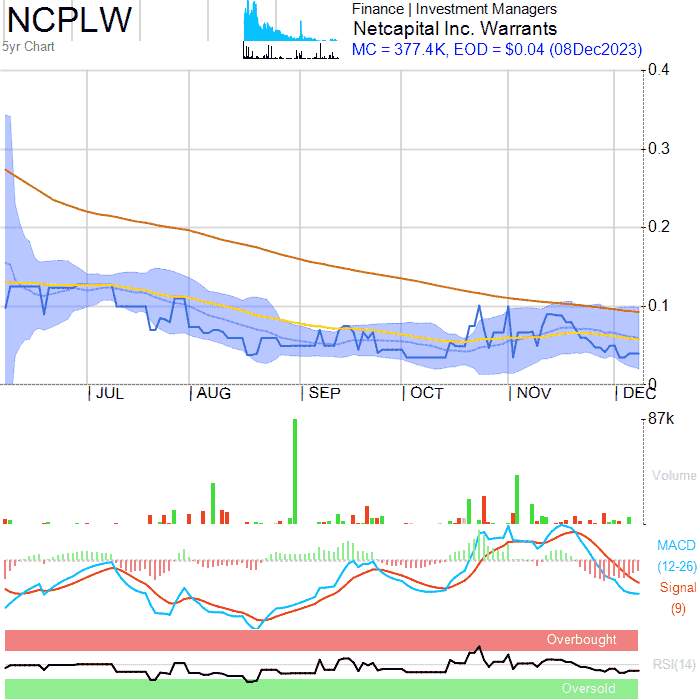 NCPLW
5yr Chart
Finance | Investment Managers
Netcapital Inc. Warrants
MC = 377.4K, EOD = $0.04 (08Dec2023)
0.4
0.3
0.2
0.1
0
JUL AUG SEP OCT NOV DEC
87k
Volume
MACD
(12-26)
Signal
(9)
Overbought
RSI(14)
Oversold